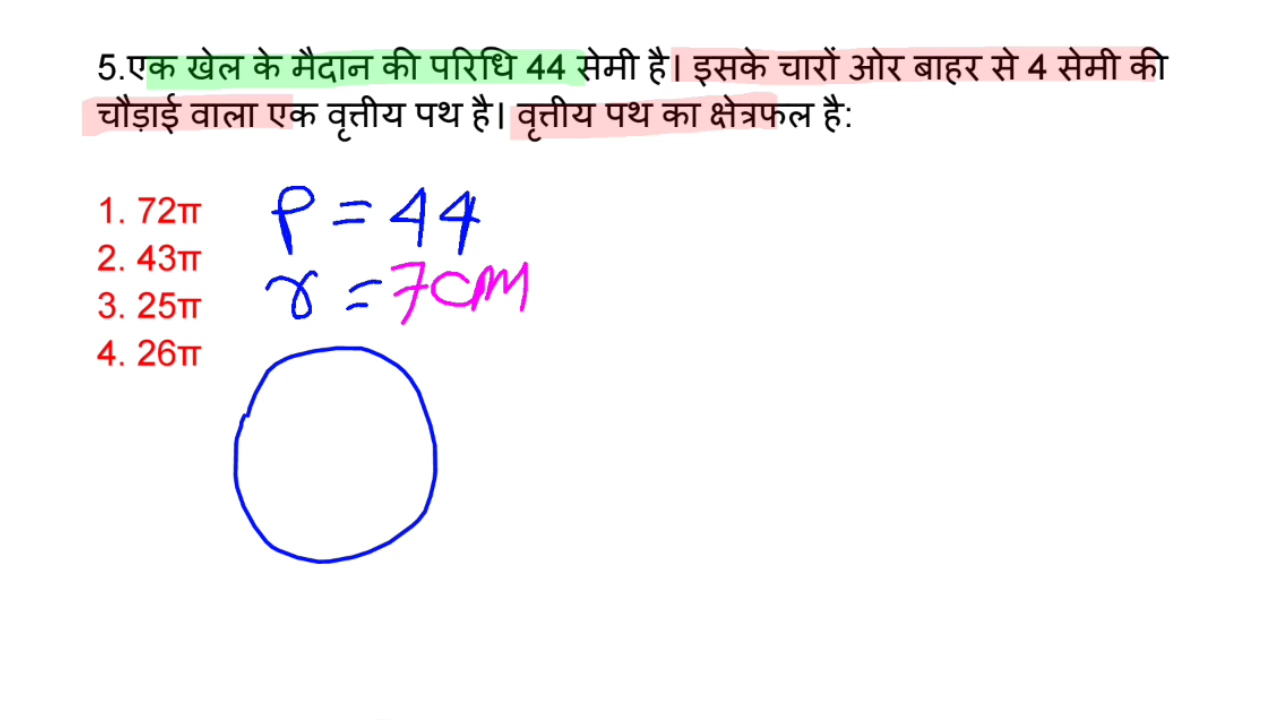 5.एक खेल के मैदान की परिधि 44 सेमी है। इसके चारों ओर बाहर से 4 सेमी की
चौड़ाई वाला एक वृत्तीय पथ है। वृत्तीय पथ का क्षेत्रफल है:
1. 72π
2. 43π
3. 25π
4. 26π
P = 44
r = 7cm